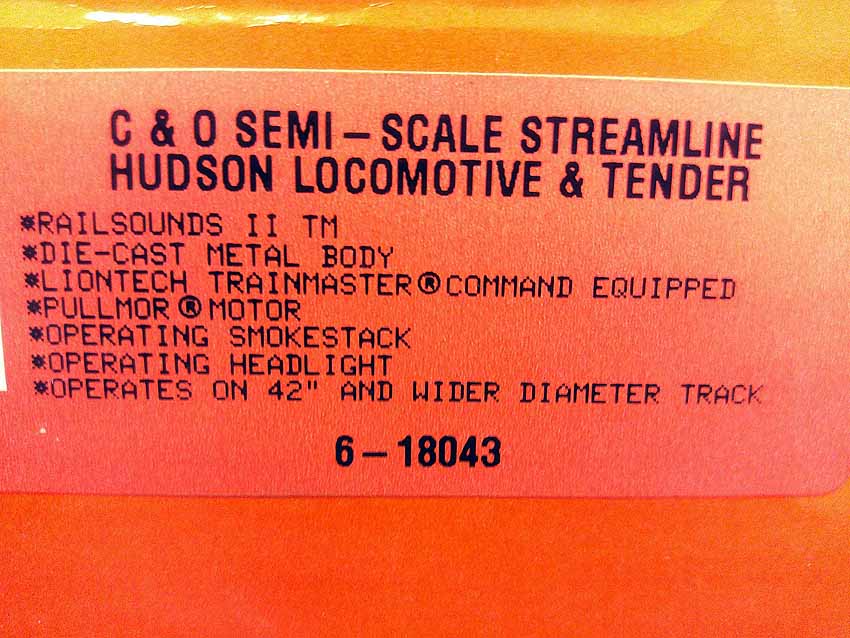 C & O SEMI – SCALE STREAMLINE
HUDSON LOCOMOTIVE & TENDER
*RAILSOUNDS II TM
*DIE-CAST METAL BODY
*LIONTECH TRAINMASTER®COMMAND EQUIPPED
*PULLMOR®MOTOR
*OPERATING SMOKESTACK
*OPERATING HEADLIGHT
*OPERATES ON 42" AND WIDER DIAMETER TRACK
6 – 18043